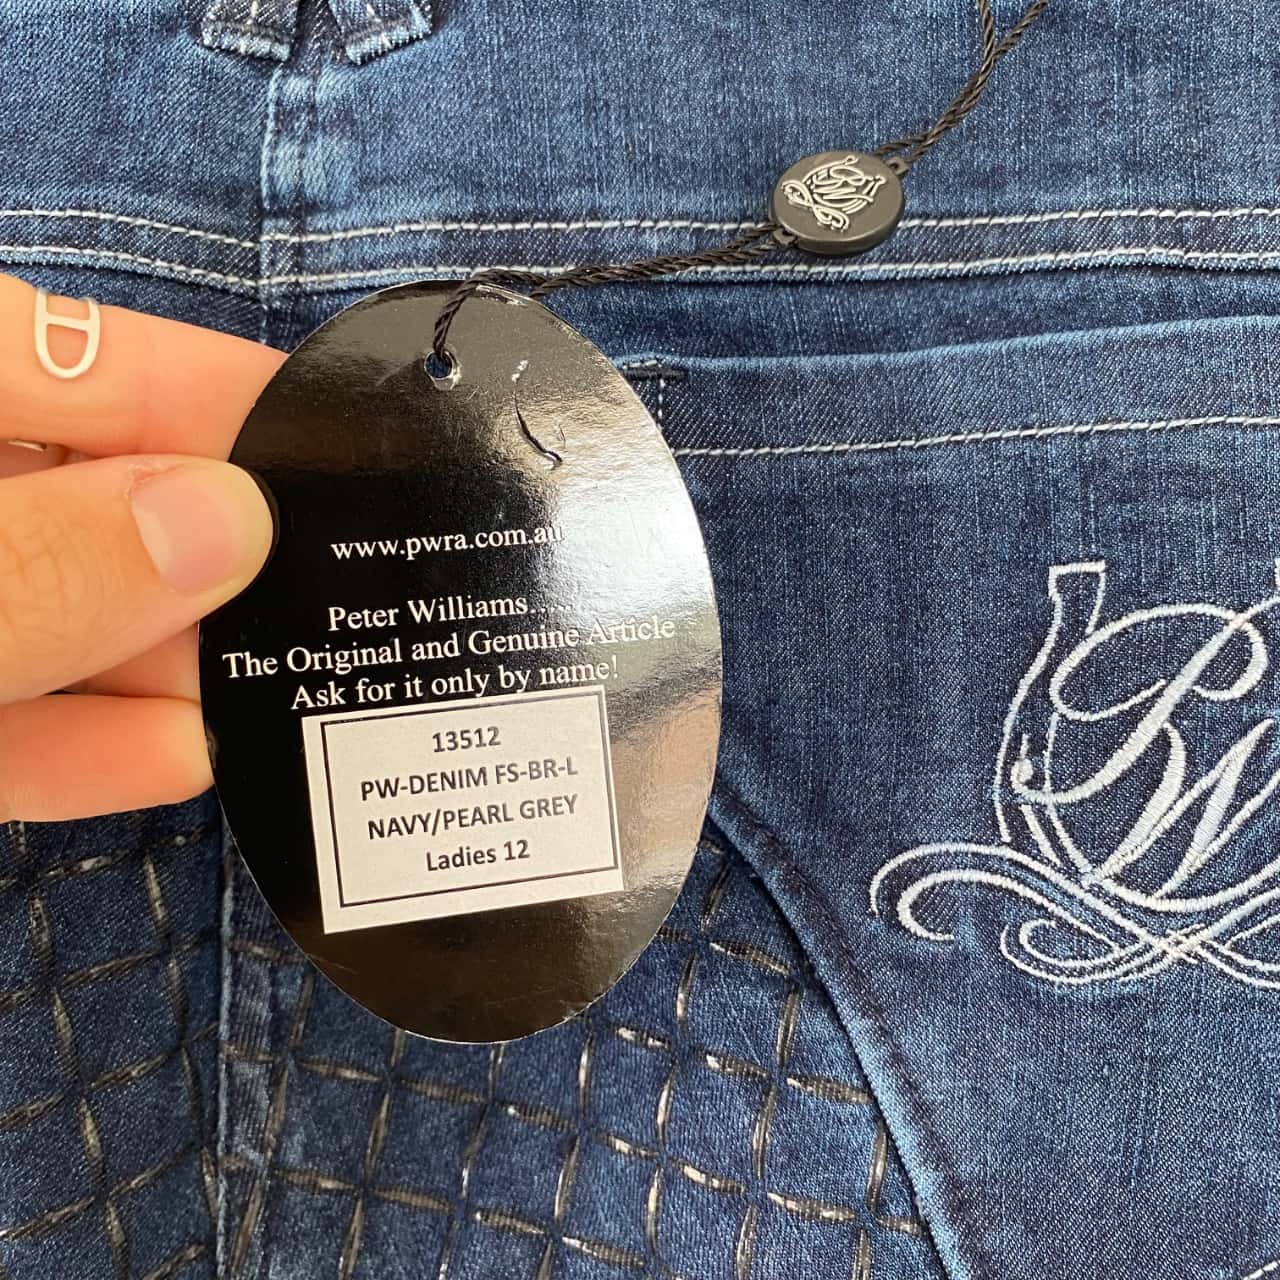 www.pwra.com.au
Peter Williams......
The Original and Genuine Article
Ask for it only by name!
13512
PW-DENIM FS-BR-L
NAVY/PEARL GREY
Ladies 12
PW
PW